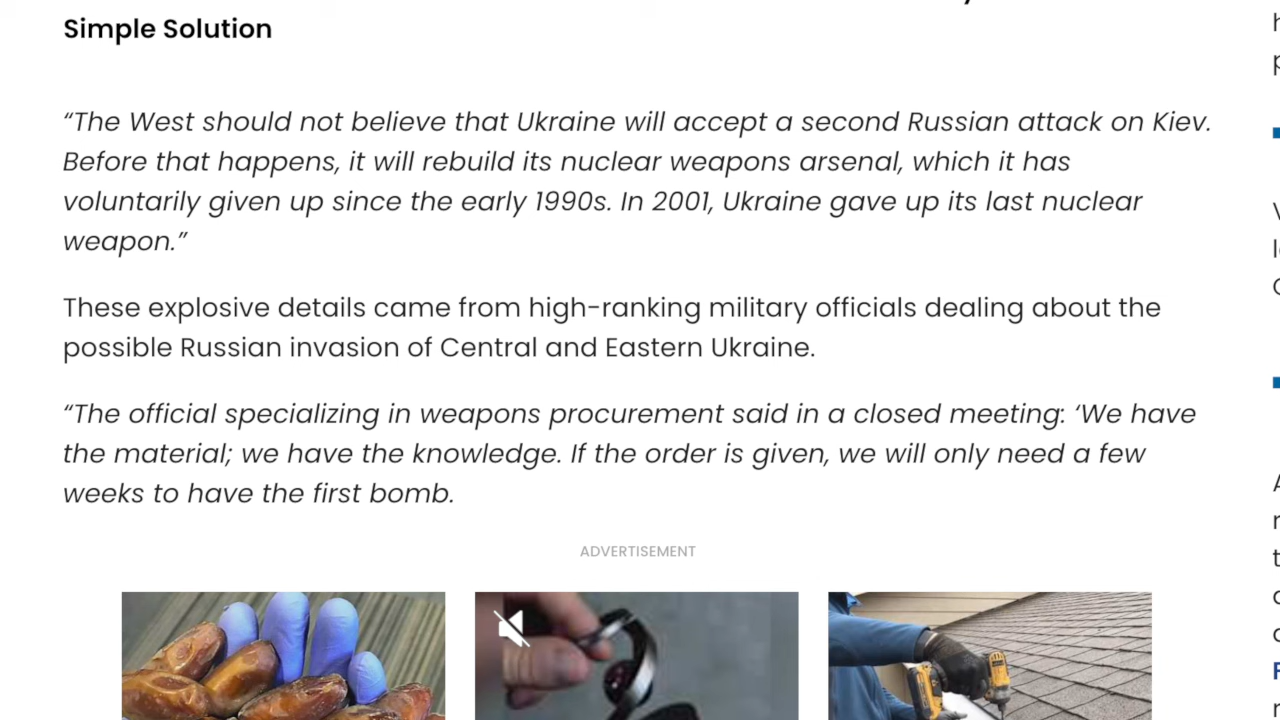 Simple Solution
“The West should not believe that Ukraine will accept a second Russian attack on Kiev.
Before that happens, it will rebuild its nuclear weapons arsenal, which it has
voluntarily given up since the early 1990s. In 2001, Ukraine gave up its last nuclear
weapon.”
These explosive details came from high-ranking military officials dealing about the
possible Russian invasion of Central and Eastern Ukraine.
“The official specializing in weapons procurement said in a closed meeting: ‘We have
the material; we have the knowledge. If the order is given, we will only need a few
weeks to have the first bomb.
ADVERTISEMENT